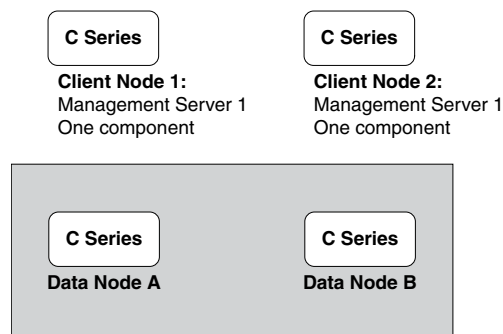 C Series
C Series
Client Node 1:
Management Server 1
One component
Client Node 2:
Management Server 1
One component
C Series
C Series
Data Node A
Data Node B